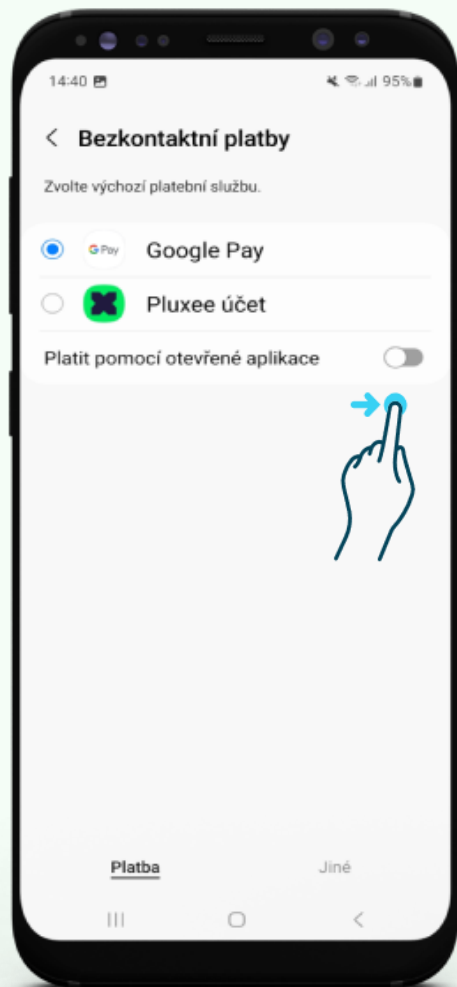 14:40
95%
Bezkontaktní platby
Zvolte výchozí platební službu.
G Pay
Google Pay
Pluxee účet
Platit pomocí otevřené aplikace
Platba
Jiné